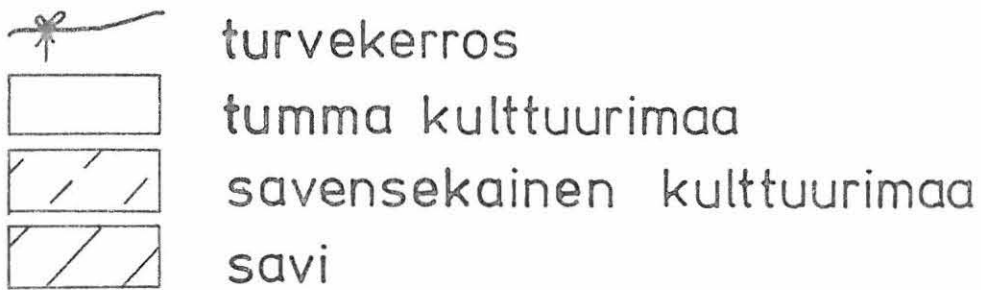 turvekerros
tumma kulttuurimaa
savensekainen kulttuurimaa
savi